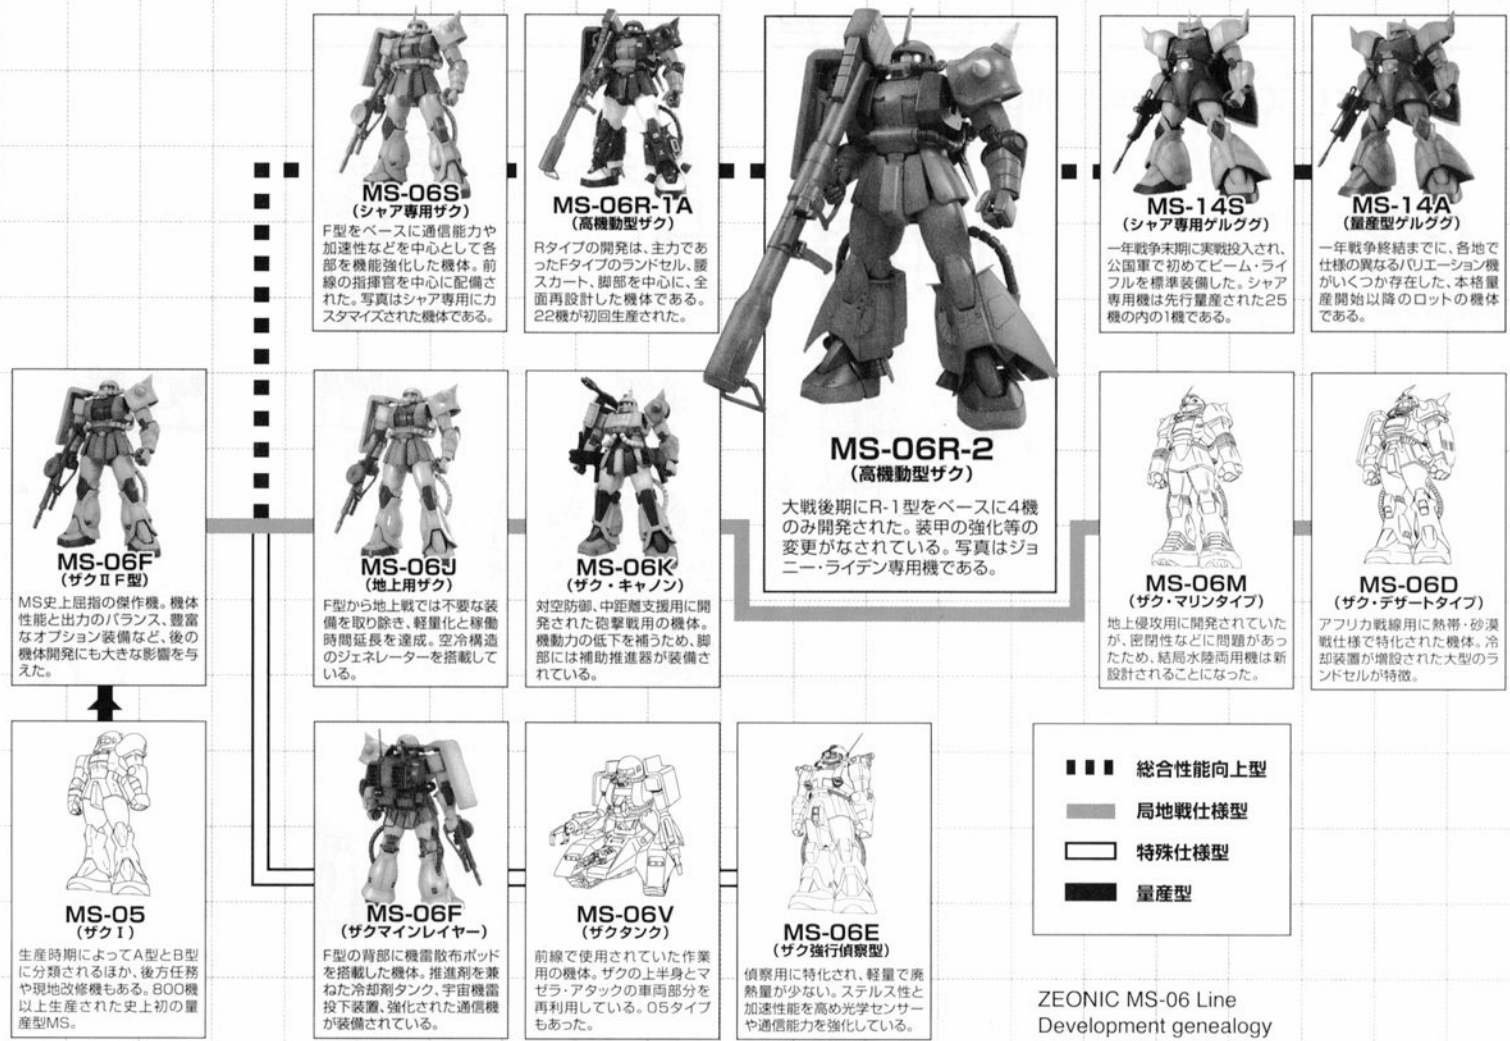 MS-06S
(シャア専用ザク)
F型をベースに通信能力や
加速性などを中心として各
部を機能強化した機体。前
線の指揮官を中心に配備さ
れた。写真はシャア専用にカ
スタマイズされた機体である。
MS-06R-1A
(高機動型ザク)
Rタイプの開発は、主力であ
ったFタイプのランドセル、腰
スカート、脚部を中心に、全
面再設計した機体である。
22機が初回生産された。
MS-06R-2
(高機動型ザク)
大戦後期にR-1型をベースに4機
のみ開発された。装甲の強化等の
変更がなされている。写真はジョ
ニー・ライデン専用機である。
MS-14S
(シャア専用ゲルググ)
一年戦争末期に実戦投入され、
公国軍で初めてビーム・ライ
フルを標準装備した。シャア
専用機は先行量産された25
機の内の1機である。
MS-14A
(量産型ゲルググ)
一年戦争終結までに、各地で
仕様の異なるバリエーション機
がいくつか存在した、本格量
産開始以降のロットの機体
である。
MS-06F
(ザクⅡF型)
MS史上屈指の傑作機。機体
性能と出力のバランス、豊富
なオプション装備など、後の
機体開発にも大きな影響を与
えた。
MS-06J
(地上用ザク)
F型から地上戦では不要な装
備を取り除き、軽量化と稼働
時間延長を達成。空冷構造
のジェネレーターを搭載して
いる。
MS-06K
(ザク・キャノン)
対空防御、中距離支援用に開
発された砲撃戦用の機体。
機動力の低下を補うため、脚
部には補助推進器が装備さ
れている。
MS-06M
(ザク・マリンタイプ)
地上侵攻用に開発されていた
が、密閉性などに問題があっ
たため、結局水陸両用機は新
設計されることになった。
MS-06D
(ザク・デザートタイプ)
アフリカ戦線用に熱帯・砂漠
戦仕様で特化された機体。冷
却装置が増設された大型のラ
ンドセルが特徴。
MS-05
(ザクⅠ)
生産時期によってA型とB型
に分類されるほか、後方任務
や現地改修機もある。800機
以上生産された史上初の量
産型MS。
MS-06F
(ザクマインレイヤー)
F型の背部に機雷散布ポッド
を搭載した機体。推進剤を兼
ねた冷却剤タンク、宇宙機雷
投下装置、強化された通信機
が装備されている。
MS-06V
(ザクタンク)
前線で使用されていた作業
用の機体。ザクの上半身とマ
ゼラ・アタックの車両部分を
再利用している。05タイプ
もあった。
MS-06E
(ザク強行偵察型)
偵察用に特化され、軽量で廃
熱量が少ない。ステルス性と
加速性能を高め光学センサー
や通信能力を強化している。
総合性能向上型
局地戦仕様型
特殊仕様型
量産型
ZEONIC MS-06 Line
Development genealogy